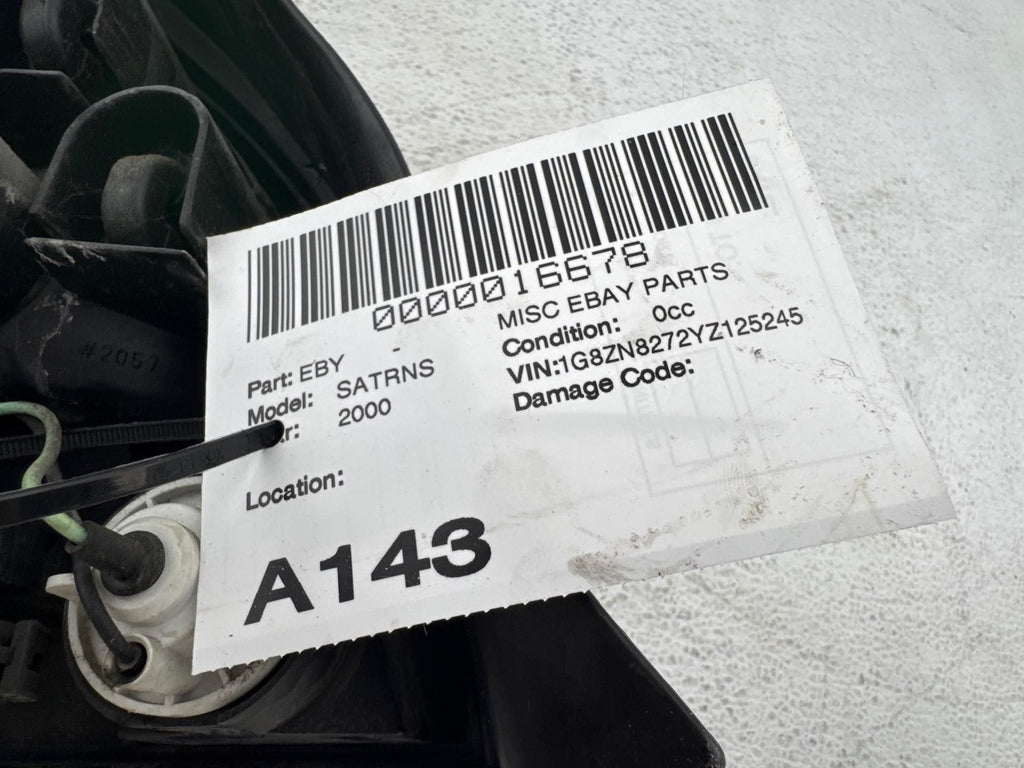 0000016678
Part: EBY -
Model: SATRNS
2000
MISC EBAY PARTS
Condition: 0cc
VIN:1G8ZN8272YZ125245
Damage Code:
Location:
A143
#2057